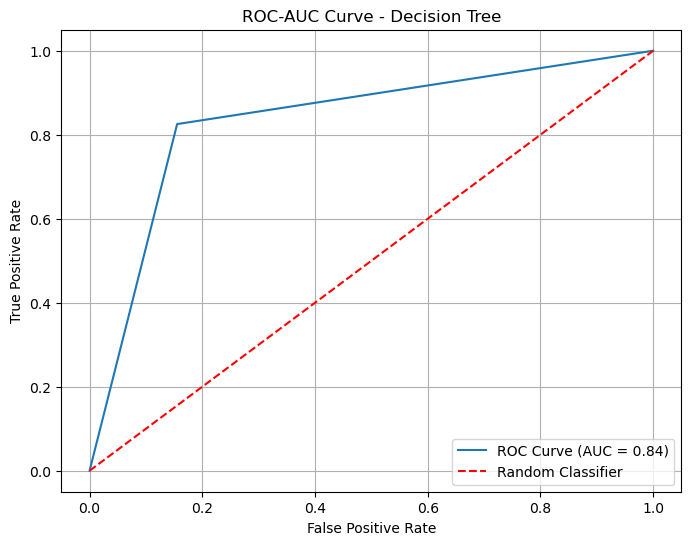 ROC-AUC Curve - Decision Tree
True Positive Rate
1.0
0.8
0.6
0.4
0.2
0.0
ROC Curve (AUC = 0.84)
Random Classifier
0.0 0.2 0.4 0.6 0.8 1.0
False Positive Rate